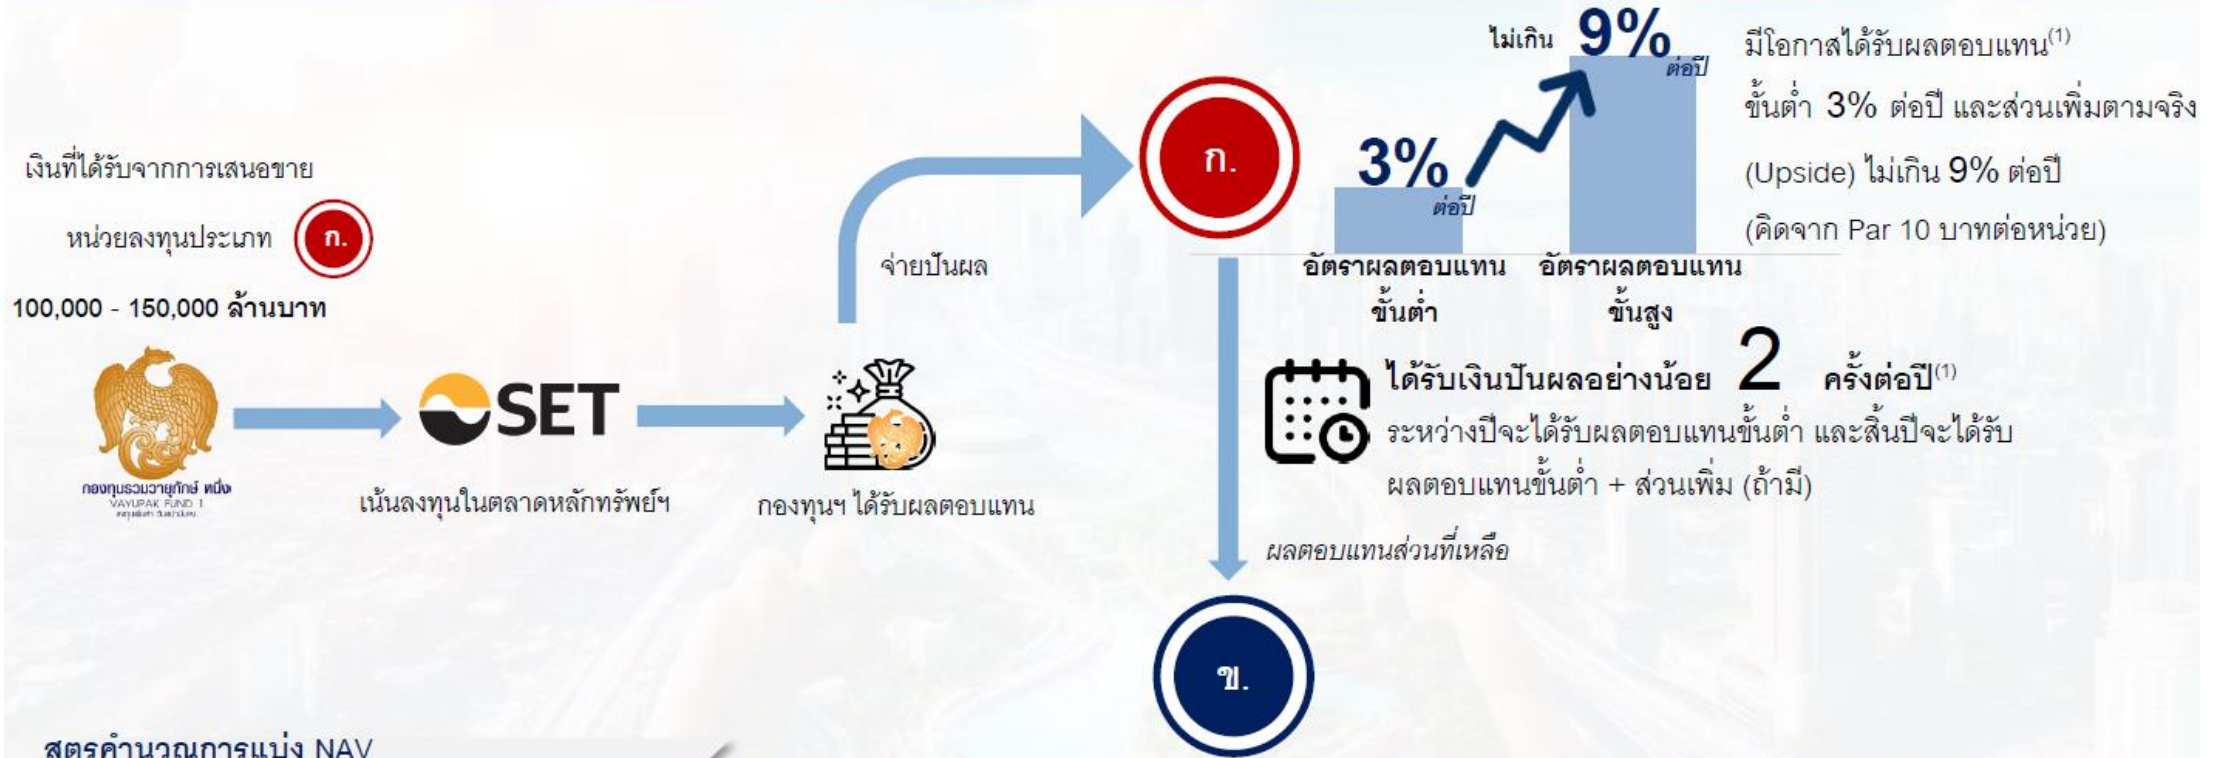 เงินที่ได้รับจากการเสนอขาย
หน่วยลงทุนประเภท ก.
100,000 - 150,000 ล้านบาท
กองทุนรวมวายุภักษ์ หนึ่ง
VAYUPAK FUND 1
SET
เน้นลงทุนในตลาดหลักทรัพย์ฯ
กองทุนฯ ได้รับผลตอบแทน
จ่ายปันผล
ก.
3%
ต่อปี
ไม่เกิน 9%
ต่อปี
อัตราผลตอบแทน
ขั้นต่ำ
อัตราผลตอบแทน
ขั้นสูง
มีโอกาสได้รับผลตอบแทน(1)
ขั้นต่ำ 3% ต่อปี และส่วนเพิ่มตามจริง
(Upside) ไม่เกิน 9% ต่อปี
(คิดจาก Par 10 บาทต่อหน่วย)
ได้รับเงินปันผลอย่างน้อย 2 ครั้งต่อปี(1)
ระหว่างปีจะได้รับผลตอบแทนขั้นต่ำ และสิ้นปีจะได้รับ
ผลตอบแทนขั้นต่ำ + ส่วนเพิ่ม (ถ้ามี)
ผลตอบแทนส่วนที่เหลือ
ข.
สูตรคำนวณการแบ่ง NAV